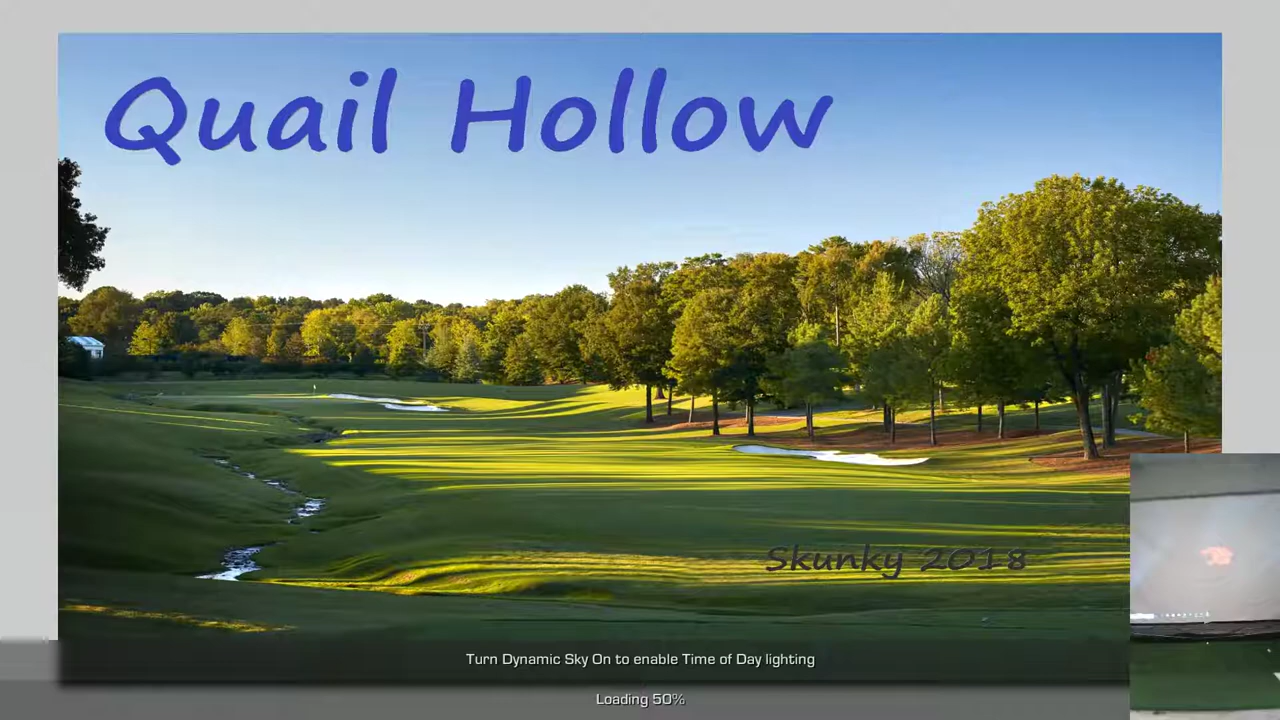 Quail Hollow
Skunky 2018
Turn Dynamic Sky On to enable Time of Day lighting
Loading 50%